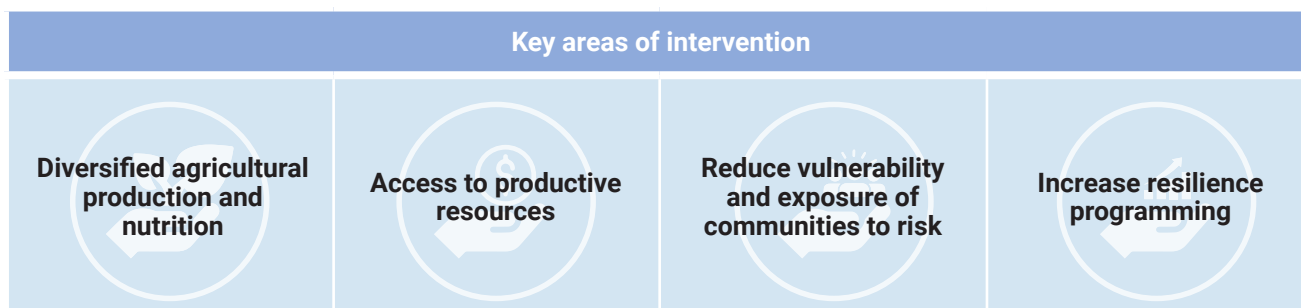 Key areas of intervention
Diversified agricultural
production and
nutrition
Access to productive
resources
Reduce vulnerability
and exposure of
communities to risk
Increase resilience
programming